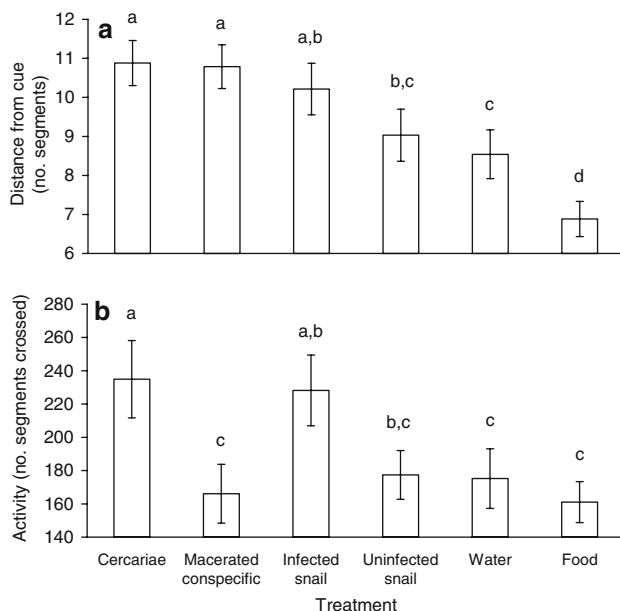 a
Distance from cue
(no. segments)
12
11
10
9
8
7
6
a
a
a,b
b,c
c
d
b
Activity (no. segments crossed)
280
260
240
220
200
180
160
140
a
c
a,b
b,c
c
c
Cercariae
Macerated
conspecific
Infected
snail
Uninfected
snail
Water
Food
Treatment